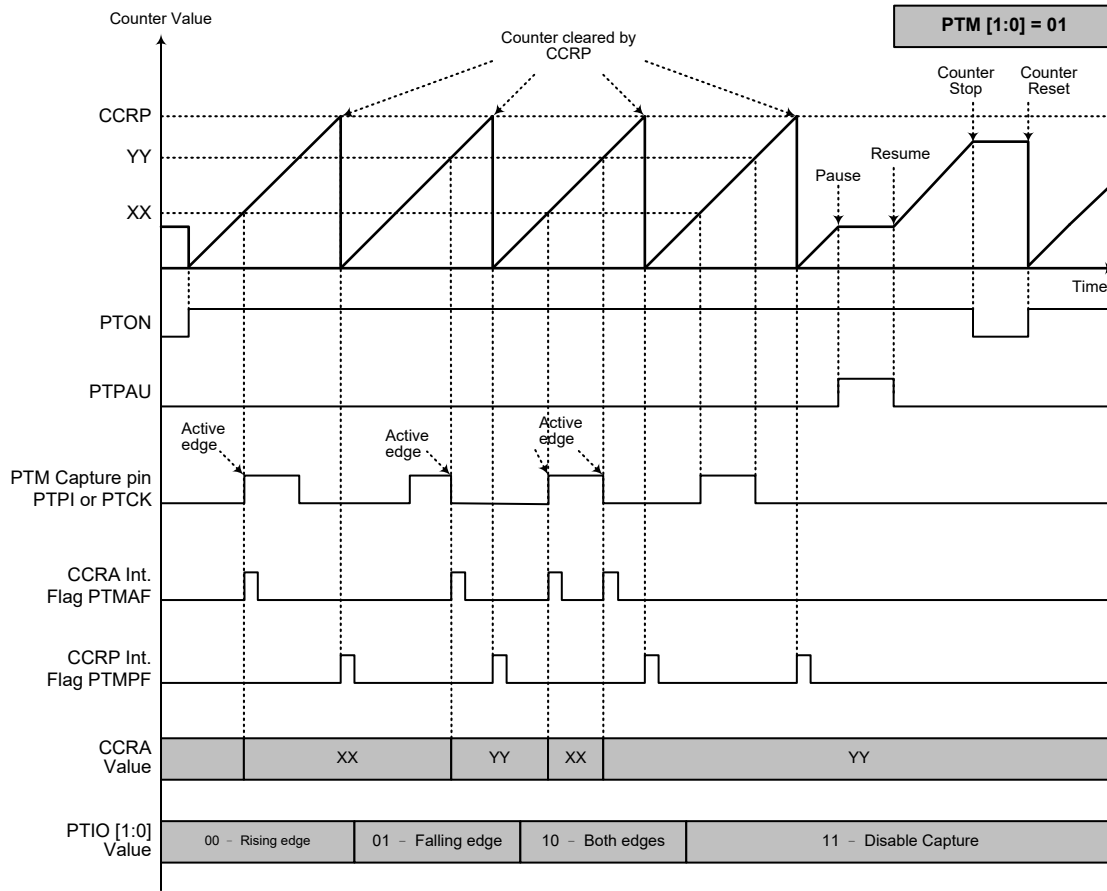 Counter Value
PTM [1:0] = 01
Counter cleared by
CCRP
Counter
Stop
Counter
Reset
CCRP
YY
Resume
Pause
XX
Time
PTON
PTPAU
Active
edge
Active
edge
Active
edge
PTM Capture pin
PTPI or PTCK
CCRA Int.
Flag PTMAF
CCRP Int.
Flag PTMPF
CCRA
Value
XX
YY
XX
YY
PTIO [1:0]
Value
00 – Rising edge
01 – Falling edge
10 – Both edges
11 – Disable Capture